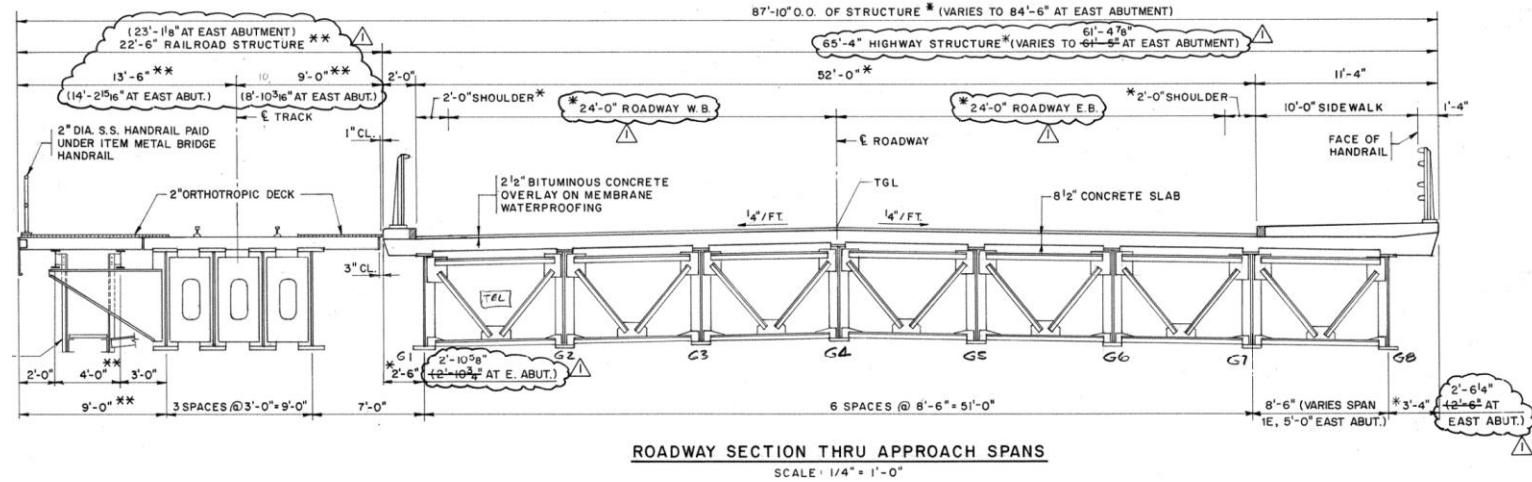 87'-10" O.O. OF STRUCTURE * (VARIES TO 84'-6" AT EAST ABUTMENT)
(23'-1 1/8" AT EAST ABUTMENT)
22'-6" RAILROAD STRUCTURE **
1
61'-4 7/8"
65'-4" HIGHWAY STRUCTURE * (VARIES TO 61'-5" AT EAST ABUTMENT)
1
13'-6" **
10,
9'-0" **
2'-0"
52'-0" *
11'-4"
(14'-2 15/16" AT EAST ABUT.)
(8'-10 3/16" AT EAST ABUT.)
2'-0" SHOULDER *
* 24'-0" ROADWAY W.B.
1
* 24'-0" ROADWAY E.B.
1
* 2'-0" SHOULDER
10'-0" SIDEWALK
1'-4"
℄ TRACK
℄ ROADWAY
2" DIA. S.S. HANDRAIL PAID
UNDER ITEM METAL BRIDGE
HANDRAIL
1" CL.
FACE OF
HANDRAIL
2" ORTHOTROPIC DECK
2 1/2" BITUMINOUS CONCRETE
OVERLAY ON MEMBRANE
WATERPROOFING
TGL
8 1/2" CONCRETE SLAB
1/4"/FT.
1/4"/FT.
3" CL.
TEL
G1
G2
G3
G4
G5
G6
G7
G8
2'-0"
4'-0" **
3'-0"
* 2'-6"
2'-10 5/8"
(2'-10 3/4" AT E. ABUT.)
1
9'-0" **
3 SPACES @ 3'-0" = 9'-0"
7'-0"
6 SPACES @ 8'-6" = 51'-0"
8'-6" (VARIES SPAN
1E, 5'-0" EAST ABUT.)
* 3'-4"
2'-6 1/4"
(2'-6" AT
EAST ABUT.)
1
ROADWAY SECTION THRU APPROACH SPANS
SCALE: 1/4" = 1'-0"